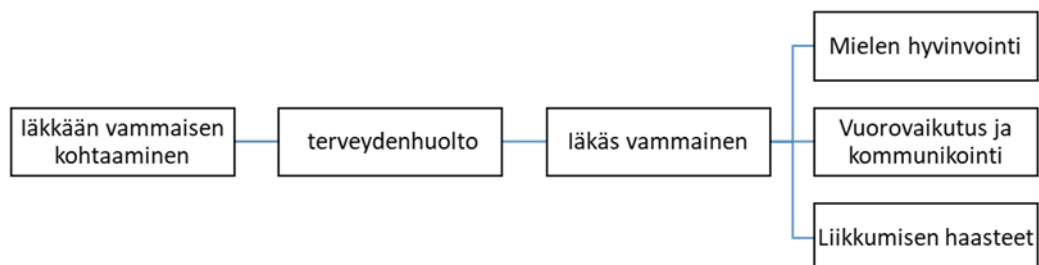 Iäkkään vammaisen
kohtaaminen
terveydenhuolto
Iäkäs vammainen
Mielen hyvinvointi
Vuorovaikutus ja
kommunikointi
Liikkumisen haasteet